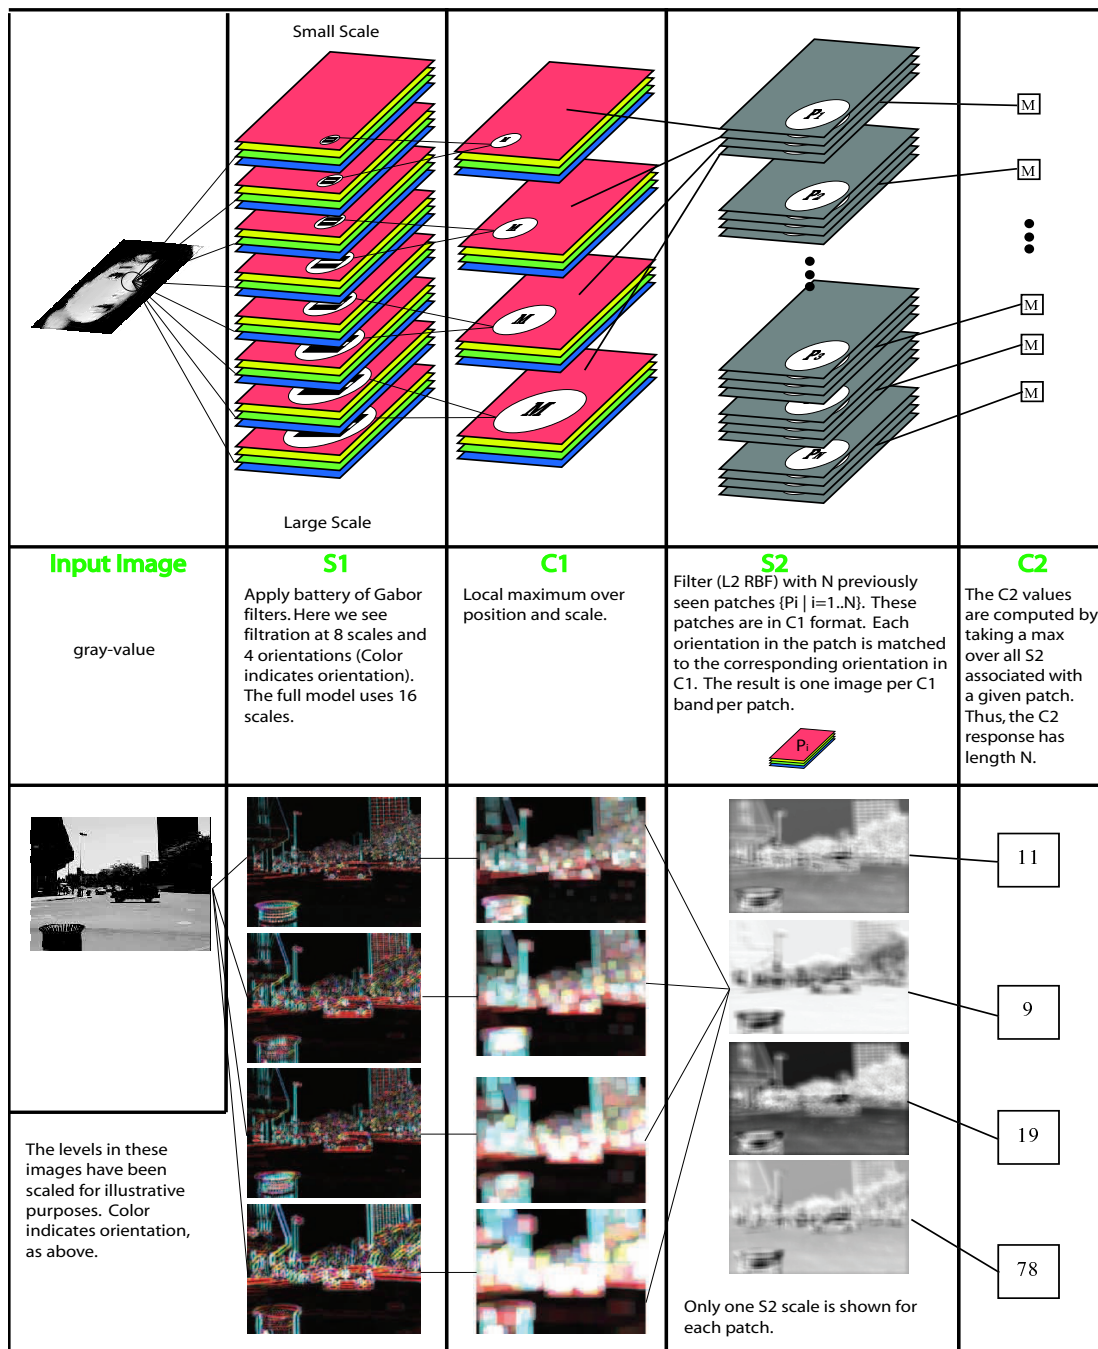 Small Scale
M
M
M
M
P1
P2
P3
PN
M
M
M
M
M
Large Scale
Input Image
gray-value
S1
Apply battery of Gabor
filters. Here we see
filtration at 8 scales and
4 orientations (Color
indicates orientation).
The full model uses 16
scales.
C1
Local maximum over
position and scale.
S2
Filter (L2 RBF) with N previously
seen patches {Pi | i=1..N}. These
patches are in C1 format. Each
orientation in the patch is matched
to the corresponding orientation in
C1. The result is one image per C1
band per patch.
Pi
C2
The C2 values
are computed by
taking a max
over all S2
associated with
a given patch.
Thus, the C2
response has
length N.
The levels in these
images have been
scaled for illustrative
purposes. Color
indicates orientation,
as above.
Only one S2 scale is shown for
each patch.
11
9
19
78